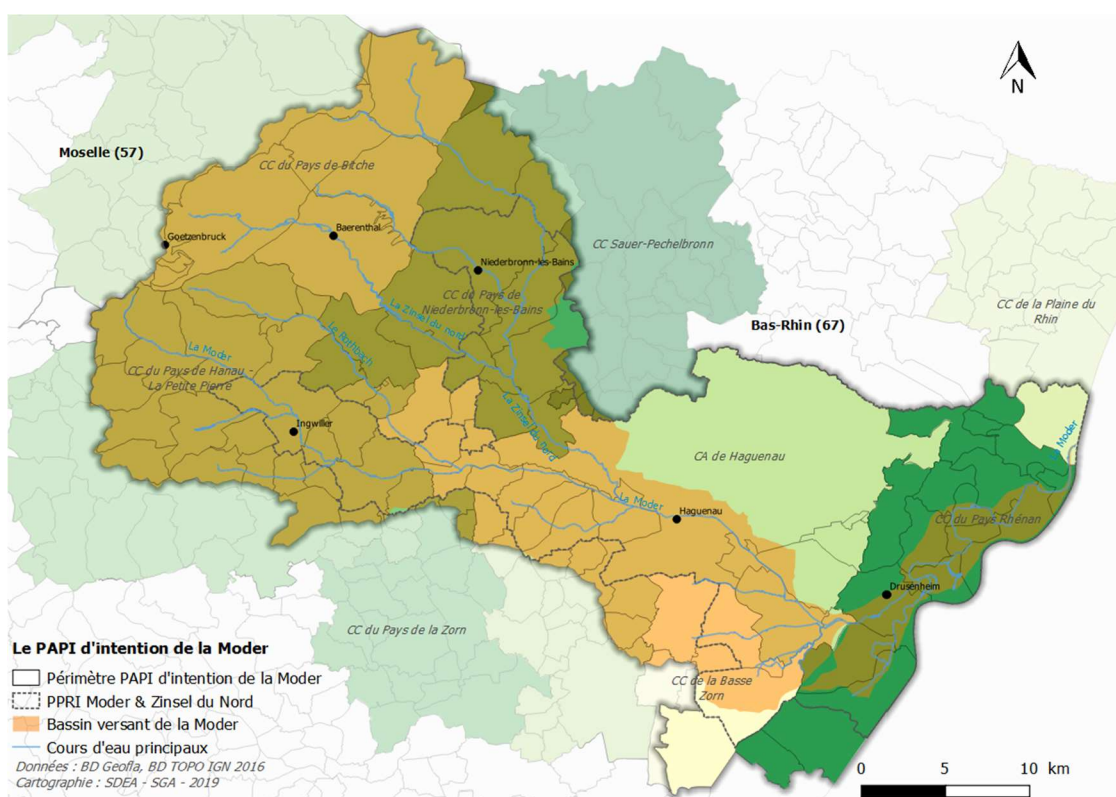 N
Moselle (57)
CC du Pays de Bitche
Goetzenbruck
Baerenthal
CC Sauer-Pechelbronn
Niederbronn-les-Bains
CC du Pays de
Niederbronn-les-Bains
La Zinsel du nord
CC de la Plaine du
Rhin
Bas-Rhin (67)
Le Rothbach
La Moder
CC du Pays de Hanau -
La Petite Pierre
Ingwiller
La Zinsel du Nord
CA de Haguenau
La Moder
La Moder
Haguenau
CC du Pays Rhénan
Drusenheim
CC du Pays de la Zorn
CC de la Basse
Zorn
Le PAPI d'intention de la Moder
Périmètre PAPI d'intention de la Moder
PPRI Moder & Zinsel du Nord
Bassin versant de la Moder
Cours d'eau principaux
Données : BD Geofla, BD TOPO IGN 2016
Cartographie : SDEA - SGA - 2019
0 5 10 km